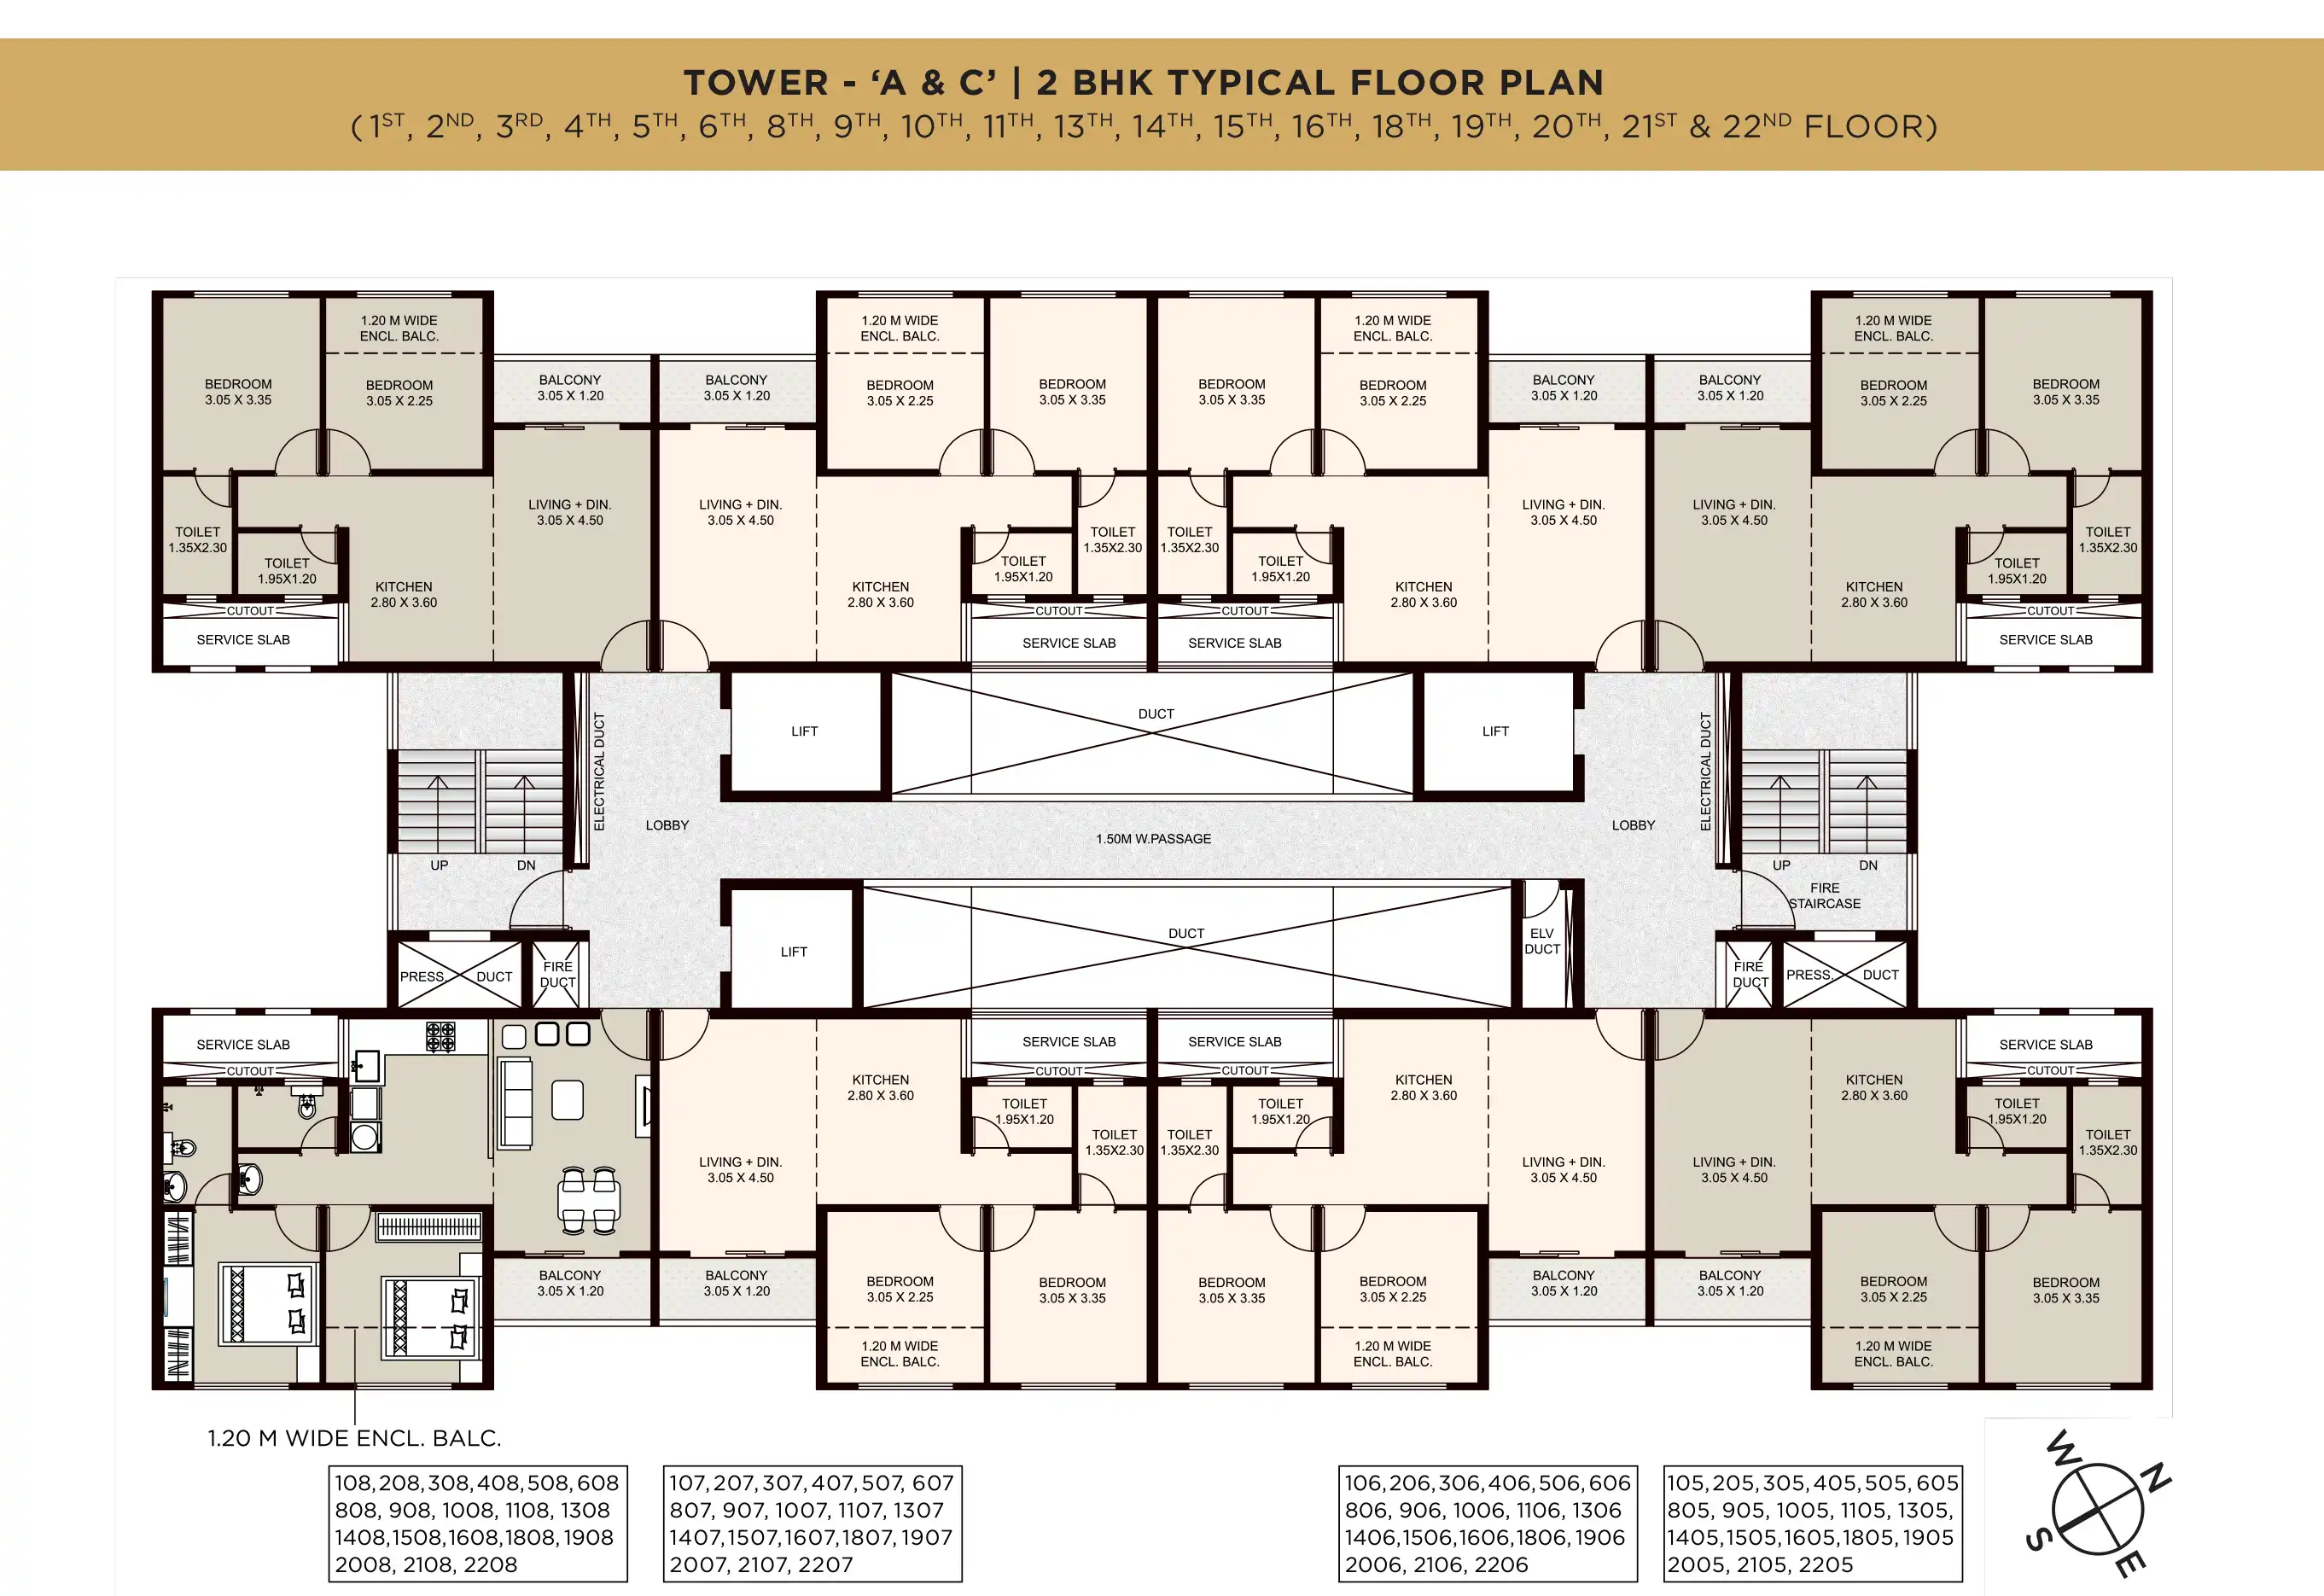 TOWER - ‘A & C’ | 2 BHK TYPICAL FLOOR PLAN
(1ST, 2ND, 3RD, 4TH, 5TH, 6TH, 8TH, 9TH, 10TH, 11TH, 13TH, 14TH, 15TH, 16TH, 18TH, 19TH, 20TH, 21ST & 22ND FLOOR)
BEDROOM
3.05 X 3.35
1.20 M WIDE
ENCL. BALC.
BEDROOM
3.05 X 2.25
BALCONY
3.05 X 1.20
BALCONY
3.05 X 1.20
1.20 M WIDE
ENCL. BALC.
BEDROOM
3.05 X 2.25
BEDROOM
3.05 X 3.35
BEDROOM
3.05 X 3.35
1.20 M WIDE
ENCL. BALC.
BEDROOM
3.05 X 2.25
BALCONY
3.05 X 1.20
BALCONY
3.05 X 1.20
1.20 M WIDE
ENCL. BALC.
BEDROOM
3.05 X 2.25
BEDROOM
3.05 X 3.35
TOILET
1.35X2.30
TOILET
1.95X1.20
KITCHEN
2.80 X 3.60
LIVING + DIN.
3.05 X 4.50
LIVING + DIN.
3.05 X 4.50
KITCHEN
2.80 X 3.60
TOILET
1.95X1.20
TOILET
1.35X2.30
TOILET
1.35X2.30
TOILET
1.95X1.20
KITCHEN
2.80 X 3.60
LIVING + DIN.
3.05 X 4.50
LIVING + DIN.
3.05 X 4.50
KITCHEN
2.80 X 3.60
TOILET
1.95X1.20
TOILET
1.35X2.30
CUTOUT
SERVICE SLAB
CUTOUT
SERVICE SLAB
CUTOUT
SERVICE SLAB
CUTOUT
SERVICE SLAB
ELECTRICAL DUCT
LIFT
DUCT
LIFT
ELECTRICAL DUCT
LOBBY
1.50M W.PASSAGE
LOBBY
UP
DN
UP
DN
FIRE
STAIRCASE
PRESS. DUCT
FIRE
DUCT
LIFT
DUCT
ELV
DUCT
FIRE
DUCT
PRESS. DUCT
SERVICE SLAB
CUTOUT
SERVICE SLAB
CUTOUT
SERVICE SLAB
CUTOUT
SERVICE SLAB
CUTOUT
LIVING + DIN.
3.05 X 4.50
KITCHEN
2.80 X 3.60
TOILET
1.95X1.20
TOILET
1.35X2.30
TOILET
1.35X2.30
TOILET
1.95X1.20
KITCHEN
2.80 X 3.60
LIVING + DIN.
3.05 X 4.50
LIVING + DIN.
3.05 X 4.50
KITCHEN
2.80 X 3.60
TOILET
1.95X1.20
TOILET
1.35X2.30
BALCONY
3.05 X 1.20
BALCONY
3.05 X 1.20
BEDROOM
3.05 X 2.25
1.20 M WIDE
ENCL. BALC.
BEDROOM
3.05 X 3.35
BEDROOM
3.05 X 3.35
BEDROOM
3.05 X 2.25
1.20 M WIDE
ENCL. BALC.
BALCONY
3.05 X 1.20
BALCONY
3.05 X 1.20
BEDROOM
3.05 X 2.25
1.20 M WIDE
ENCL. BALC.
BEDROOM
3.05 X 3.35
1.20 M WIDE ENCL. BALC.
108, 208, 308, 408, 508, 608
808, 908, 1008, 1108, 1308
1408, 1508, 1608, 1808, 1908
2008, 2108, 2208
107, 207, 307, 407, 507, 607
807, 907, 1007, 1107, 1307
1407, 1507, 1607, 1807, 1907
2007, 2107, 2207
106, 206, 306, 406, 506, 606
806, 906, 1006, 1106, 1306
1406, 1506, 1606, 1806, 1906
2006, 2106, 2206
105, 205, 305, 405, 505, 605
805, 905, 1005, 1105, 1305,
1405, 1505, 1605, 1805, 1905
2005, 2105, 2205
W
N
S
E